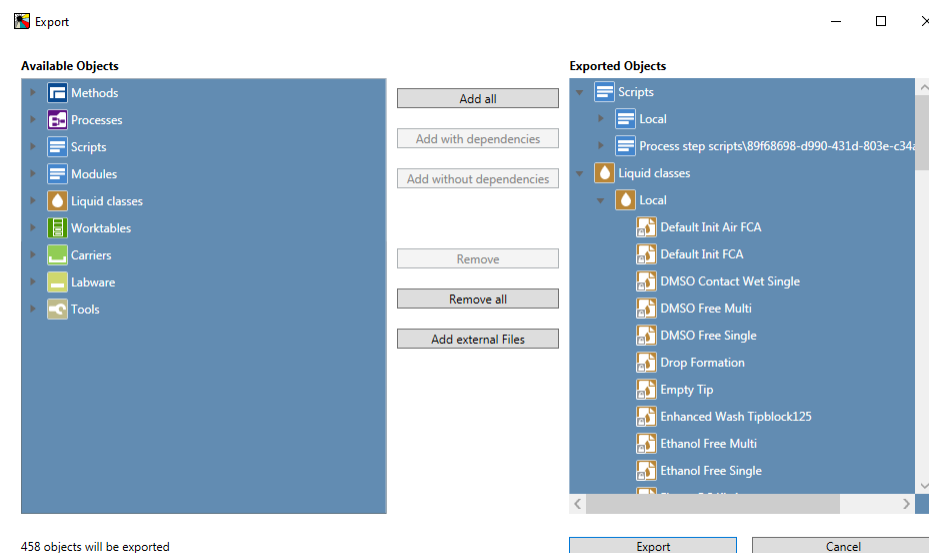 Export
Available Objects
Methods
Processes
Scripts
Modules
Liquid classes
Worktables
Carriers
Labware
Tools
Add all
Add with dependencies
Add without dependencies
Remove
Remove all
Add external Files
Exported Objects
Scripts
Local
Process step scripts\89f68698-d990-431d-803e-c34a
Liquid classes
Local
Default Init Air FCA
Default Init FCA
DMSO Contact Wet Single
DMSO Free Multi
DMSO Free Single
Drop Formation
Empty Tip
Enhanced Wash Tipblock125
Ethanol Free Multi
Ethanol Free Single
458 objects will be exported
Export
Cancel